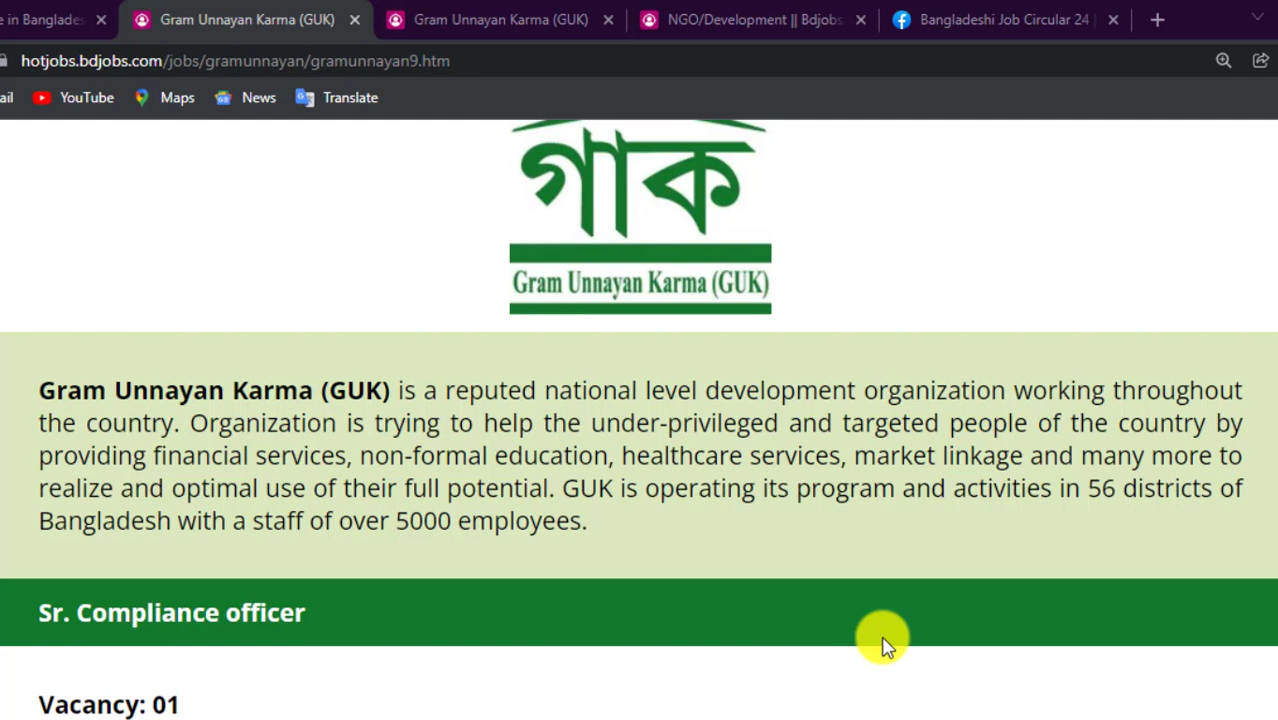 e in Banglades
Gram Unnayan Karma (GUK)
Gram Unnayan Karma (GUK)
NGO/Development || Bdjobs
Bangladeshi Job Circular 24 |
hotjobs.bdjobs.com/jobs/gramunnayan/gramunnayan9.htm
ail
YouTube
Maps
News
Translate
গাক
Gram Unnayan Karma (GUK)
Gram Unnayan Karma (GUK) is a reputed national level development organization working throughout
the country. Organization is trying to help the under-privileged and targeted people of the country by
providing financial services, non-formal education, healthcare services, market linkage and many more to
realize and optimal use of their full potential. GUK is operating its program and activities in 56 districts of
Bangladesh with a staff of over 5000 employees.
Sr. Compliance officer
Vacancy: 01